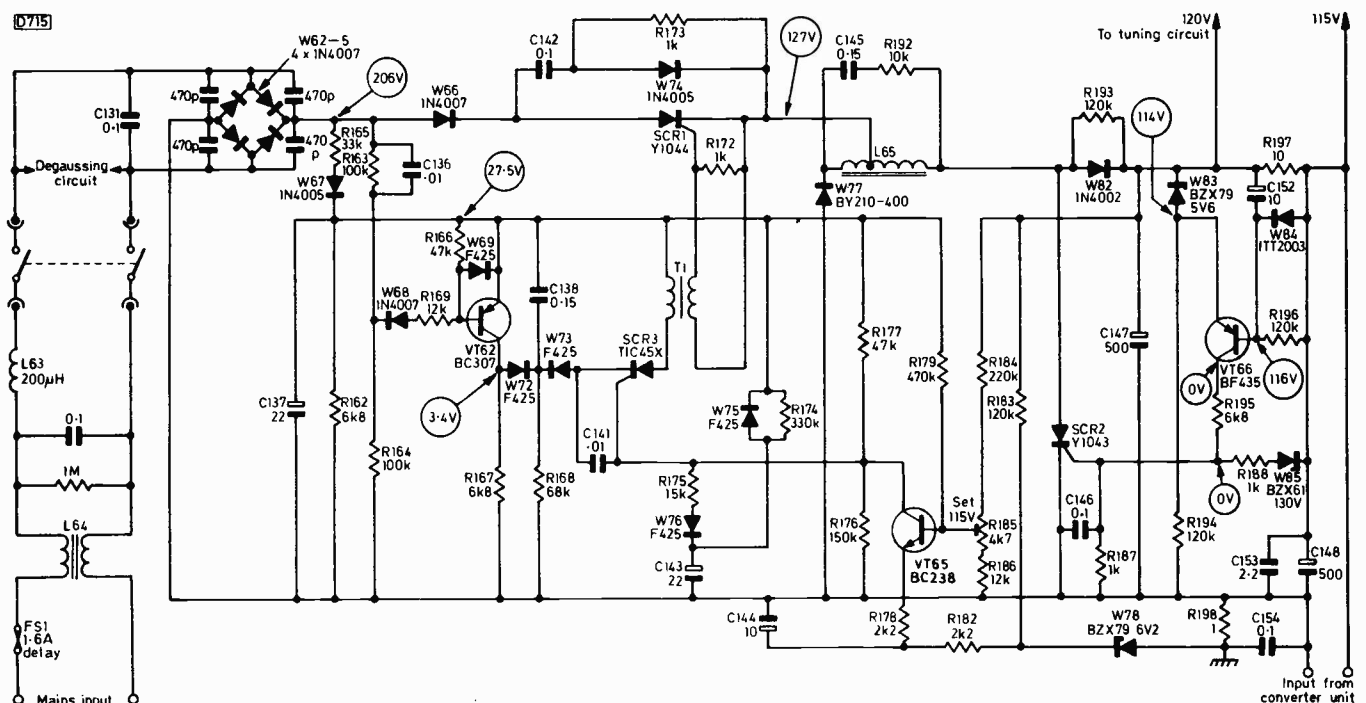 D715
W62-5
4 x 1N4007
C131
0·1
470p
470p
470p
470
p
206V
Degaussing
circuit
R165
33k
R163
100k
C136
·01
W67
1N4005
W66
1N4007
C142
0·1
R173
1k
W74
1N4005
SCR1
Y1044
R172
1k
127V
C145
0·15
R192
10k
L65
W77
BY210-400
120V
To tuning circuit
115V
R193
120k
114V
W82
1N4002
W83
BZX79
5V6
R197
10
C152
10
W84
ITT2003
27·5V
R166
47k
W69
F425
W68
1N4007
R169
12k
VT62
BC307
C138
0·15
W73
F425
SCR3
TIC45X
T1
W72
F425
3·4V
L63
200µH
C137
22
R162
6k8
R164
100k
R167
6k8
R168
68k
C141
·01
W75
F425
R174
330k
R177
47k
R179
470k
R184
220k
R183
120k
C147
500
VT66
BF435
R196
120k
116V
0V
R195
6k8
SCR2
Y1043
R188
1k
W85
BZX61
130V
0V
0·1
1M
L64
R175
15k
W76
F425
C143
22
R176
150k
VT65
BC238
Set
115V
R185
4k7
R186
12k
C146
0·1
R187
1k
R194
120k
C153
2·2
C148
500
FS1
1·6A
delay
C144
10
R178
2k2
R182
2k2
W78
BZX79 6V2
R198
1
C154
0·1
Mains input
Input from
converter unit